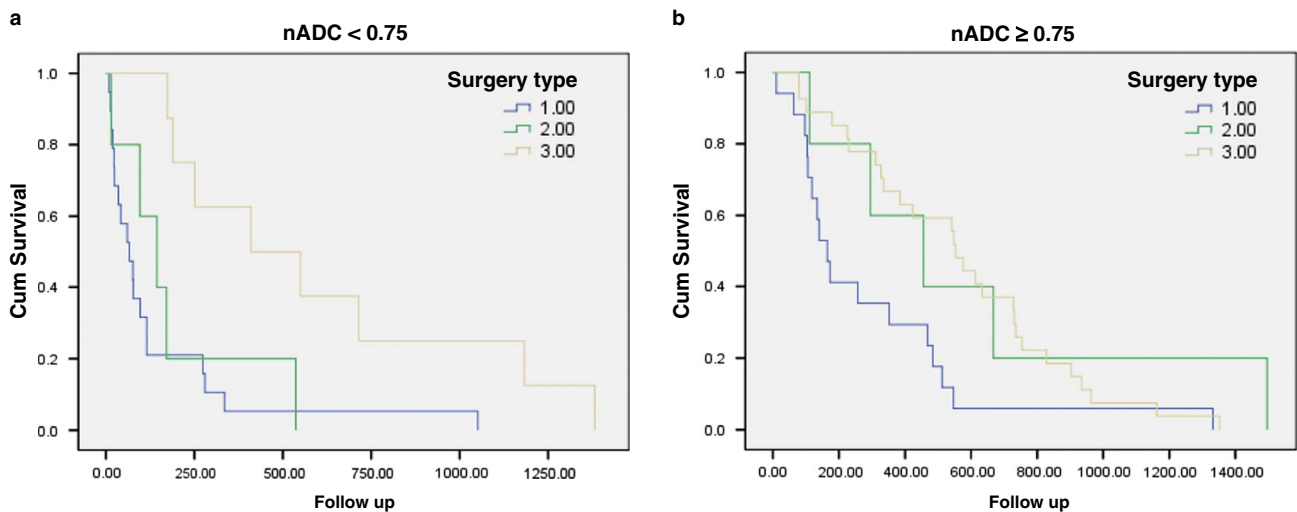 a
nADC < 0.75
Surgery type
1.00
2.00
3.00
Cum Survival
1.0
0.8
0.6
0.4
0.2
0.0
0.00 250.00 500.00 750.00 1000.00 1250.00
Follow up
b
nADC ≥ 0.75
Surgery type
1.00
2.00
3.00
Cum Survival
1.0
0.8
0.6
0.4
0.2
0.0
0.00 200.00 400.00 600.00 800.00 1000.00 1200.00 1400.00
Follow up